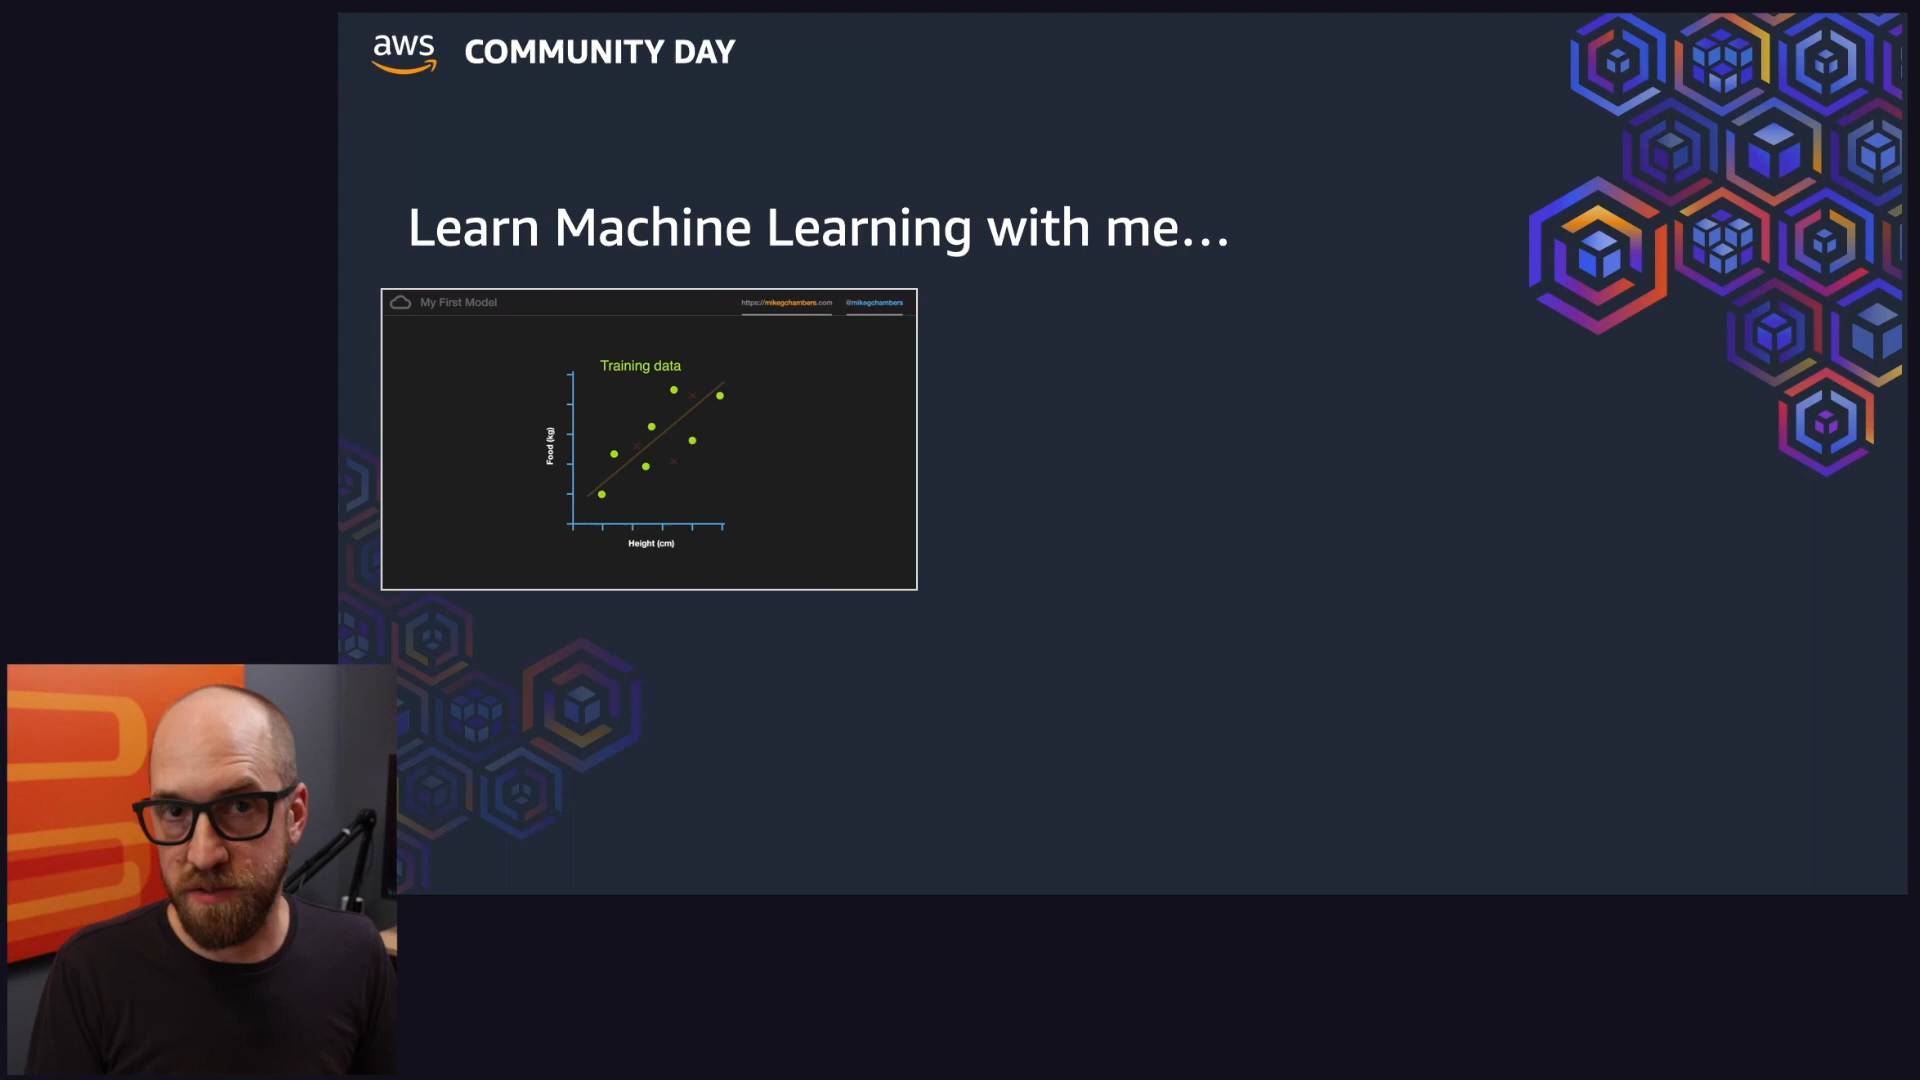 aws COMMUNITY DAY
Learn Machine Learning with me...
My First Model
https://mikegchambers.com @mikegchambers
Training data
Food (kg)
Height (cm)